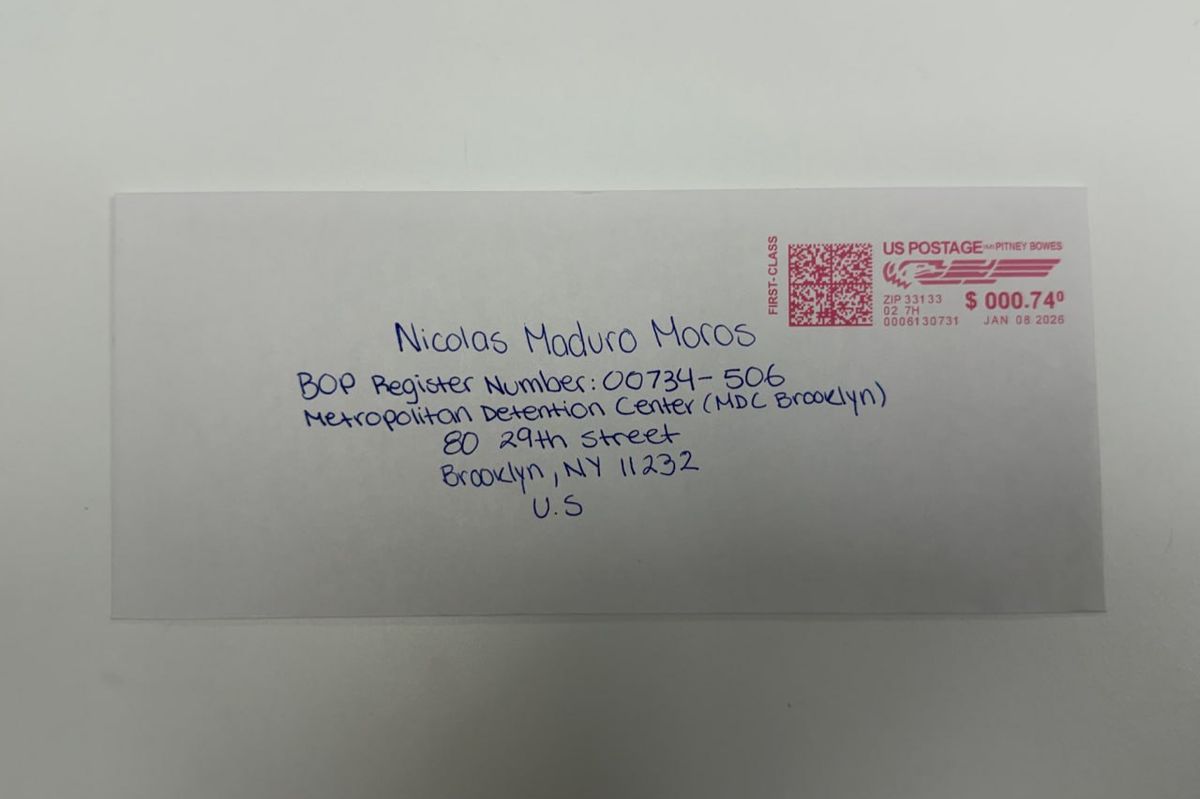 FIRST-CLASS
US POSTAGE PITNEY BOWES
ZIP 33133
02 7H
0006130731
$ 000.74⁰
JAN 08 2026
Nicolas Maduro Moros
BOP Register Number: 00734-506
Metropolitan Detention Center (MDC Brooklyn)
80 29th street
Brooklyn, NY 11232
U.S